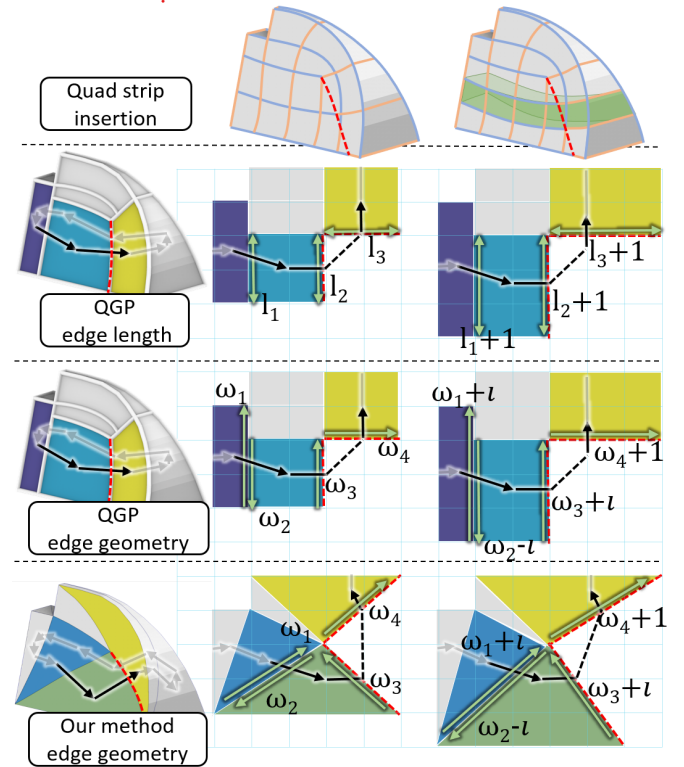 Quad strip
insertion
QGP
edge length
l₁
l₂
l₃
l₁+1
l₂+1
l₃+1
QGP
edge geometry
ω₁
ω₂
ω₃
ω₄
ω₁+ι
ω₂-ι
ω₃+ι
ω₄+1
Our method
edge geometry
ω₁
ω₂
ω₃
ω₄
ω₁+ι
ω₂-ι
ω₃+ι
ω₄+1